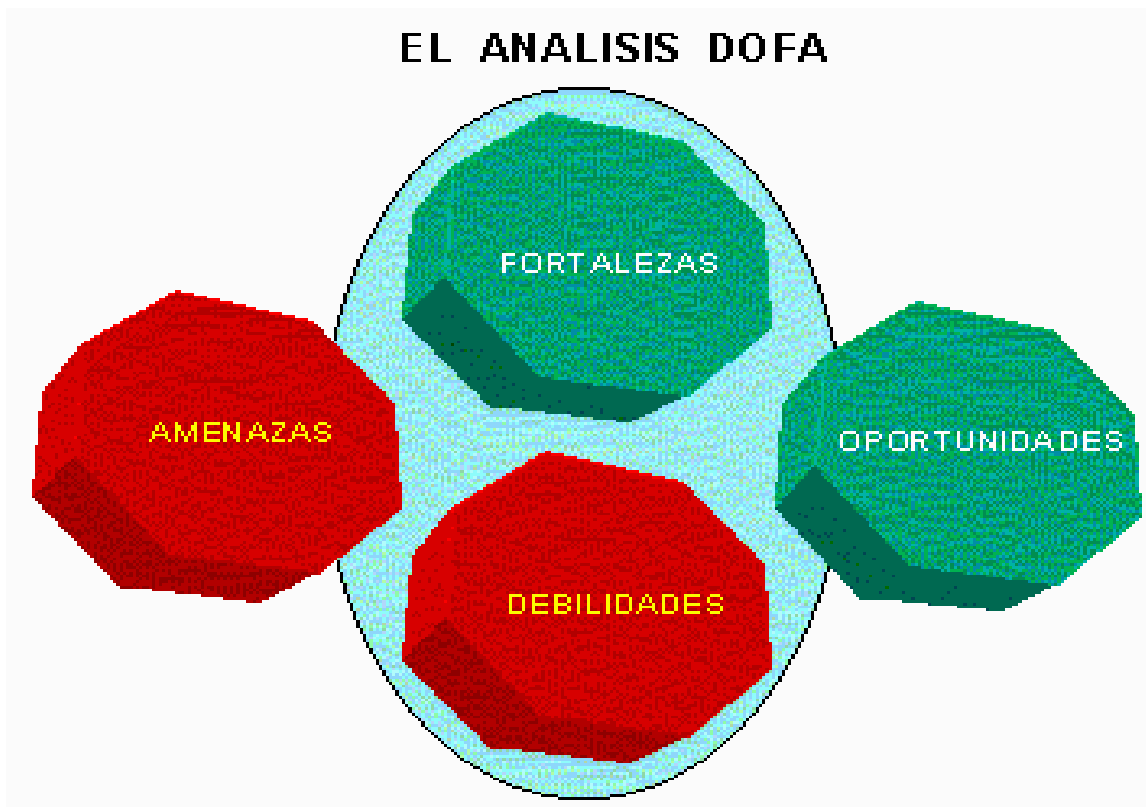 EL ANALISIS DOFA
FORTALEZAS
AMENAZAS
OPORTUNIDADES
DEBILIDADES